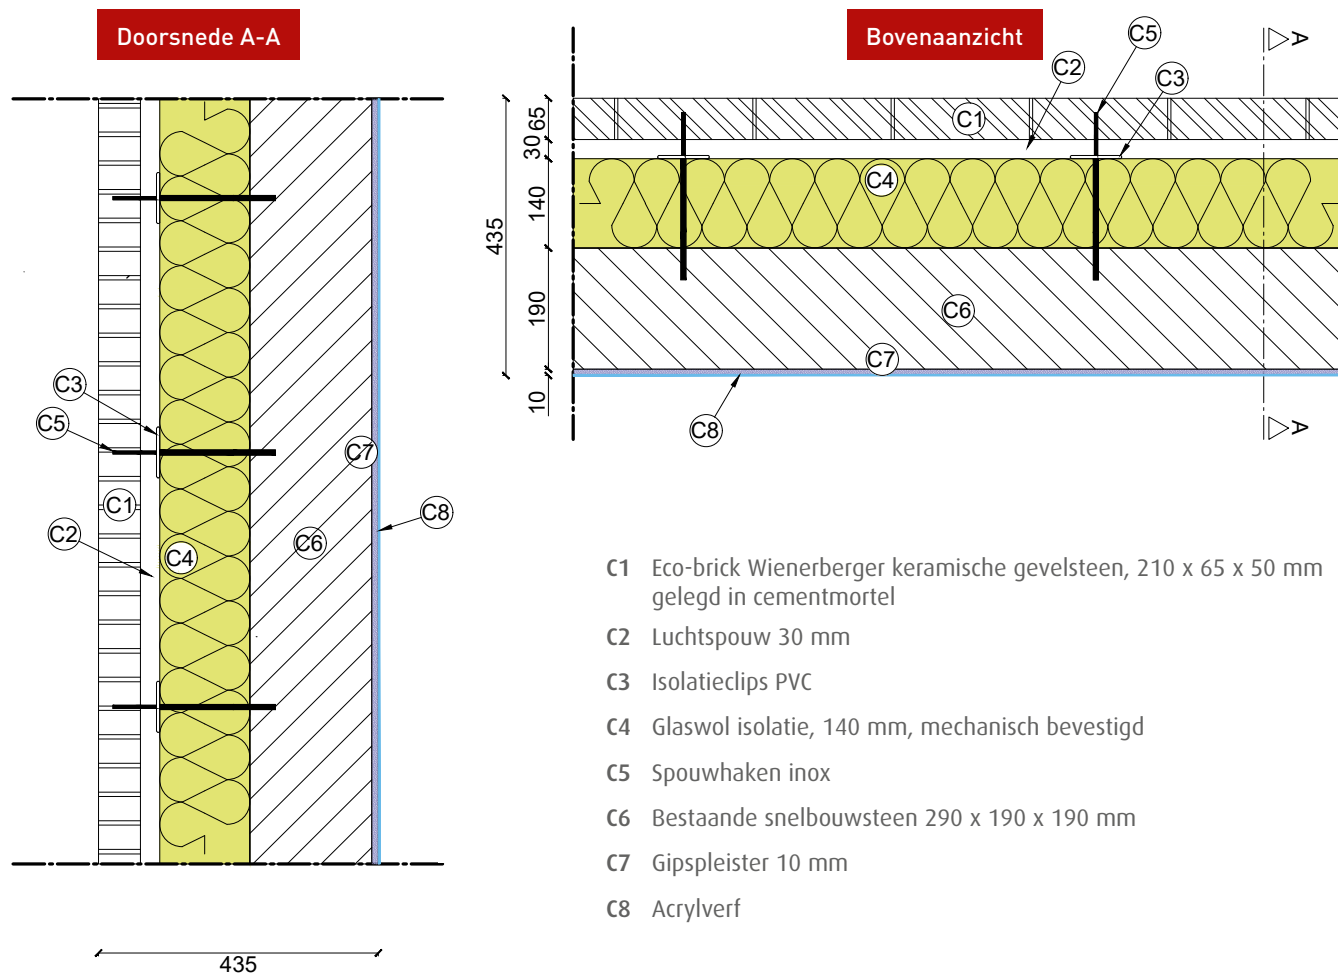 Doorsnede A-A
C3
C5
C1
C2
C4
C6
C7
C8
435
Bovenaanzicht
C5
C2
C3
A
C1
C4
C6
C7
C8
A
65
30
140
190
10
435
C1 Eco-brick Wienerberger keramische gevelsteen, 210 x 65 x 50 mm
gelegd in cementmortel
C2 Luchtspouw 30 mm
C3 Isolatieclips PVC
C4 Glaswol isolatie, 140 mm, mechanisch bevestigd
C5 Spouwhaken inox
C6 Bestaande snelbouwsteen 290 x 190 x 190 mm
C7 Gipspleister 10 mm
C8 Acrylverf